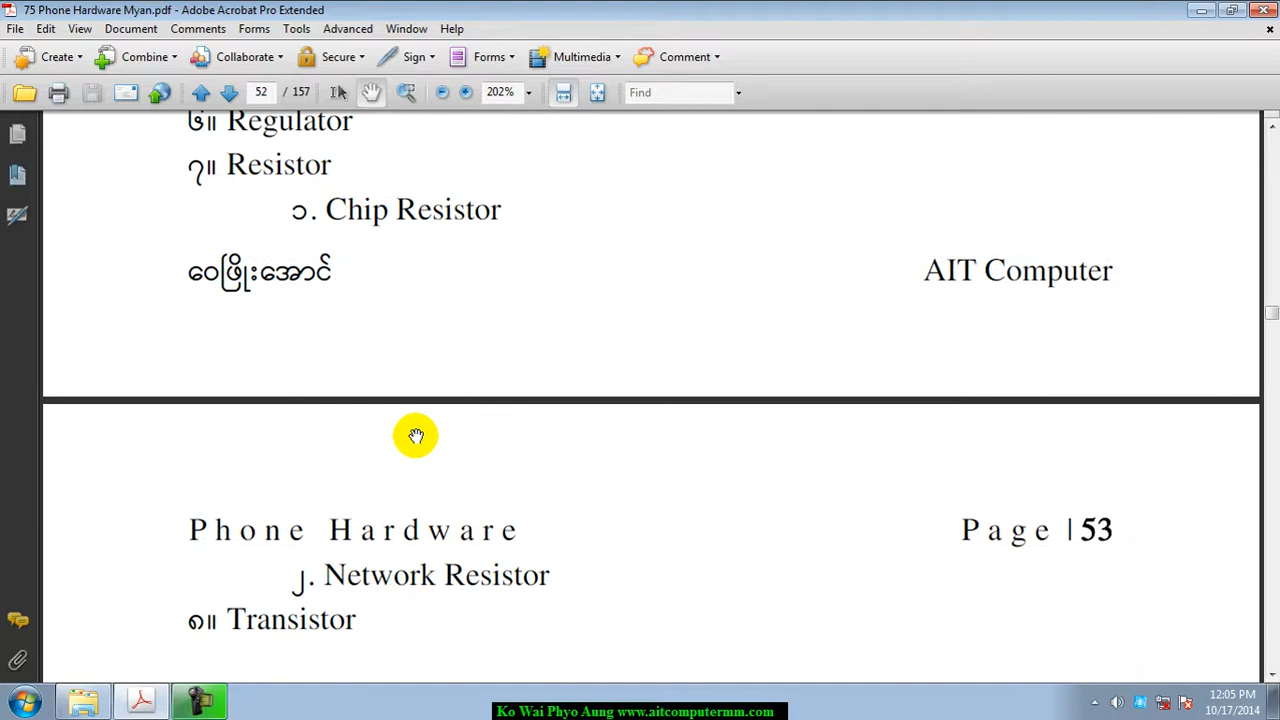 75 Phone Hardware Myan.pdf - Adobe Acrobat Pro Extended
File Edit View Document Comments Forms Tools Advanced Window Help
Create Combine Collaborate Secure Sign Forms Multimedia Comment
52 / 157 202% Find
၆။ Regulator
၇။ Resistor
၁. Chip Resistor
ဝေဖြိုးအောင် AIT Computer
Phone Hardware Page |53
၂. Network Resistor
၈။ Transistor
12:05 PM
10/17/2014
Ko Wai Phyo Aung www.aitcomputermm.com